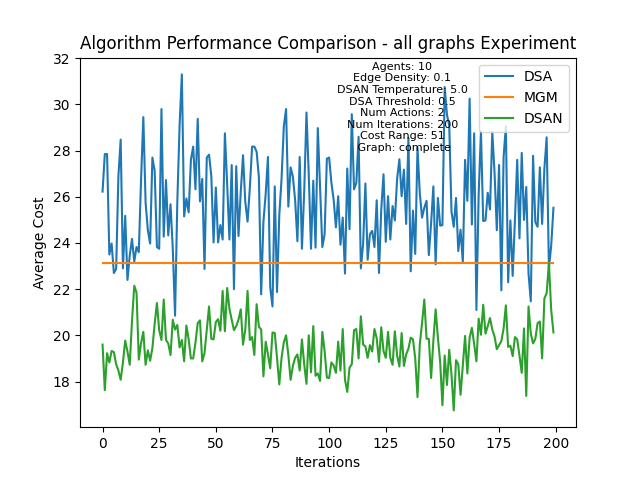 Algorithm Performance Comparison - all graphs Experiment
Agents: 10
Edge Density: 0.1
DSAN Temperature: 5.0
DSA Threshold: 0.5
Num Actions: 2
Num Iterations: 200
Cost Range: 51
Graph: complete
DSA
MGM
DSAN
Average Cost
32
30
28
26
24
22
20
18
0
25
50
75
100
125
150
175
200
Iterations